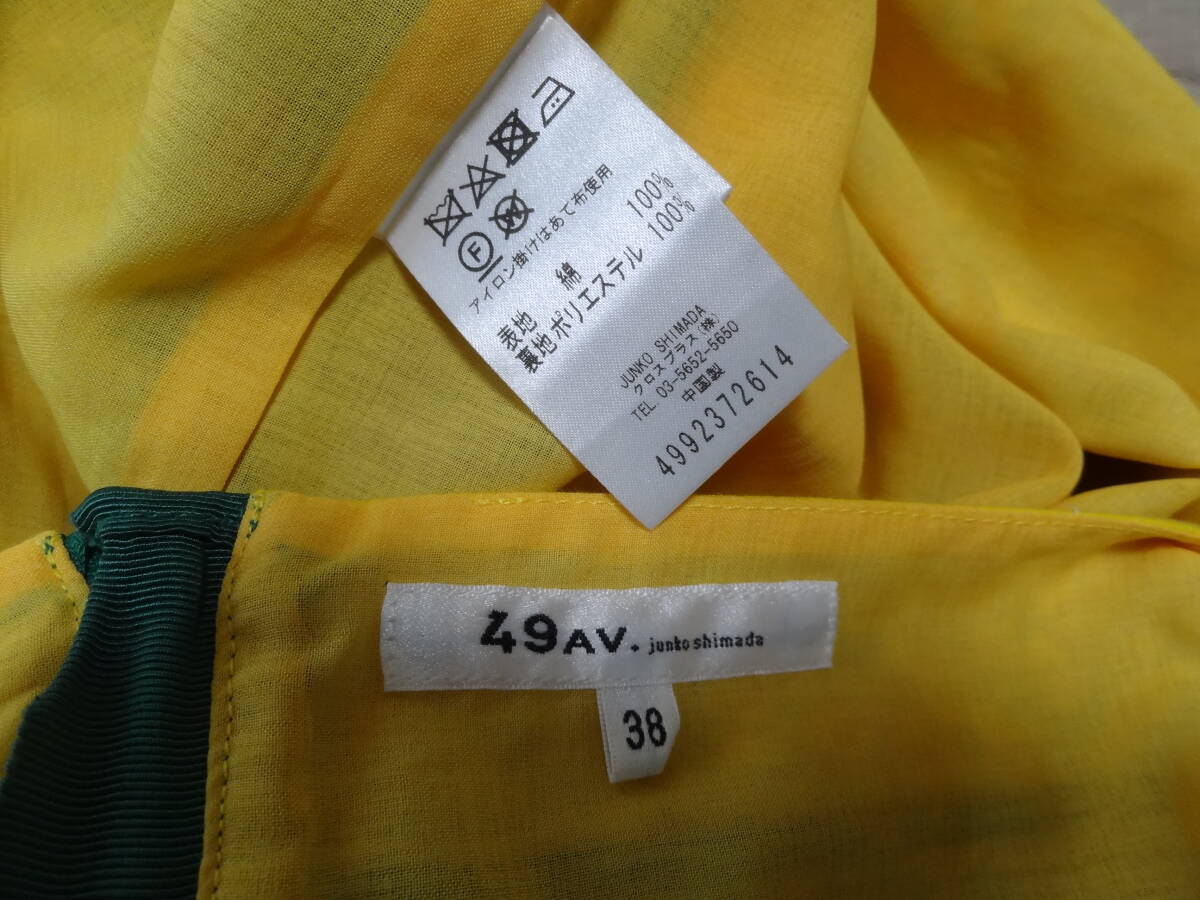 F W
アイロン掛けはあて布使用
表地 綿 100%
裏地ポリエステル 100%
JUNKO SHIMADA
クロスプラス(株)
TEL. 03-5652-5650
中国製
4992372614
49AV. junko shimada
38